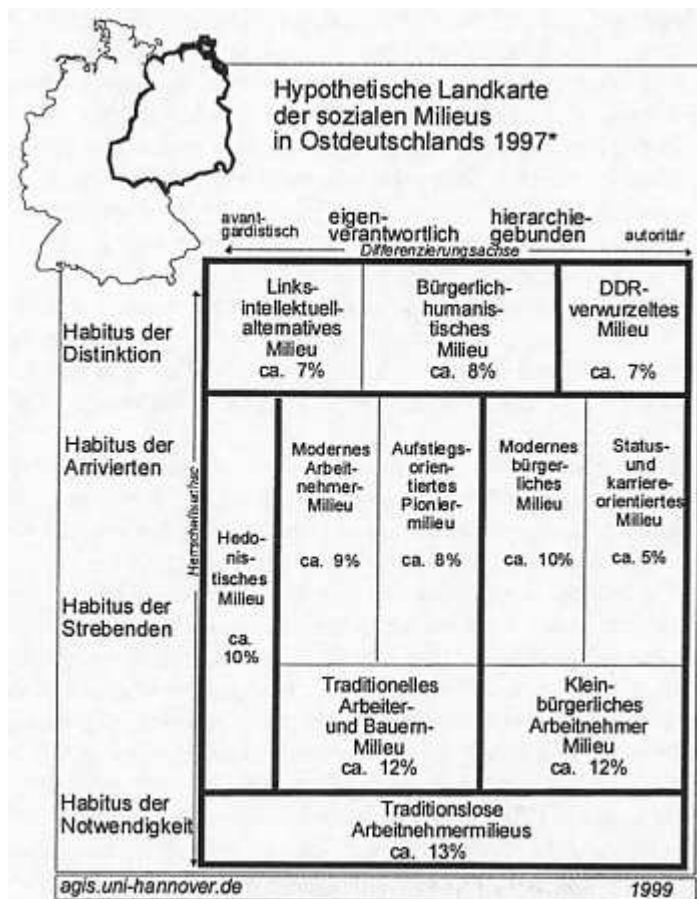 Hypothetische Landkarte
der sozialen Milieus
in Ostdeutschlands 1997*
avant-
gardistisch
eigen-
verantwortlich
hierarchie-
gebunden
autoritär
Differenzierungsachse
Habitus der
Distinktion
Links-
intellektuell-
alternatives
Milieu
ca. 7%
Bürgerlich-
humanis-
tisches
Milieu
ca. 8%
DDR-
verwurzeltes
Milieu
ca. 7%
Habitus der
Arrivierten
Habitus der
Strebenden
Hedo-
nis-
tisches
Milieu
ca.
10%
Modernes
Arbeit-
nehmer-
Milieu
ca. 9%
Aufstiegs-
orien-
tiertes
Pionier-
milieu
ca. 8%
Modernes
bürger-
liches
Milieu
ca. 10%
Status-
und
karriere-
orientiertes
Milieu
ca. 5%
Traditionelles
Arbeiter-
und Bauern-
Milieu
ca. 12%
Klein-
bürgerliches
Arbeitnehmer
Milieu
ca. 12%
Habitus der
Notwendigkeit
Traditionslose
Arbeitnehmermilieus
ca. 13%
agis.uni-hannover.de
1999